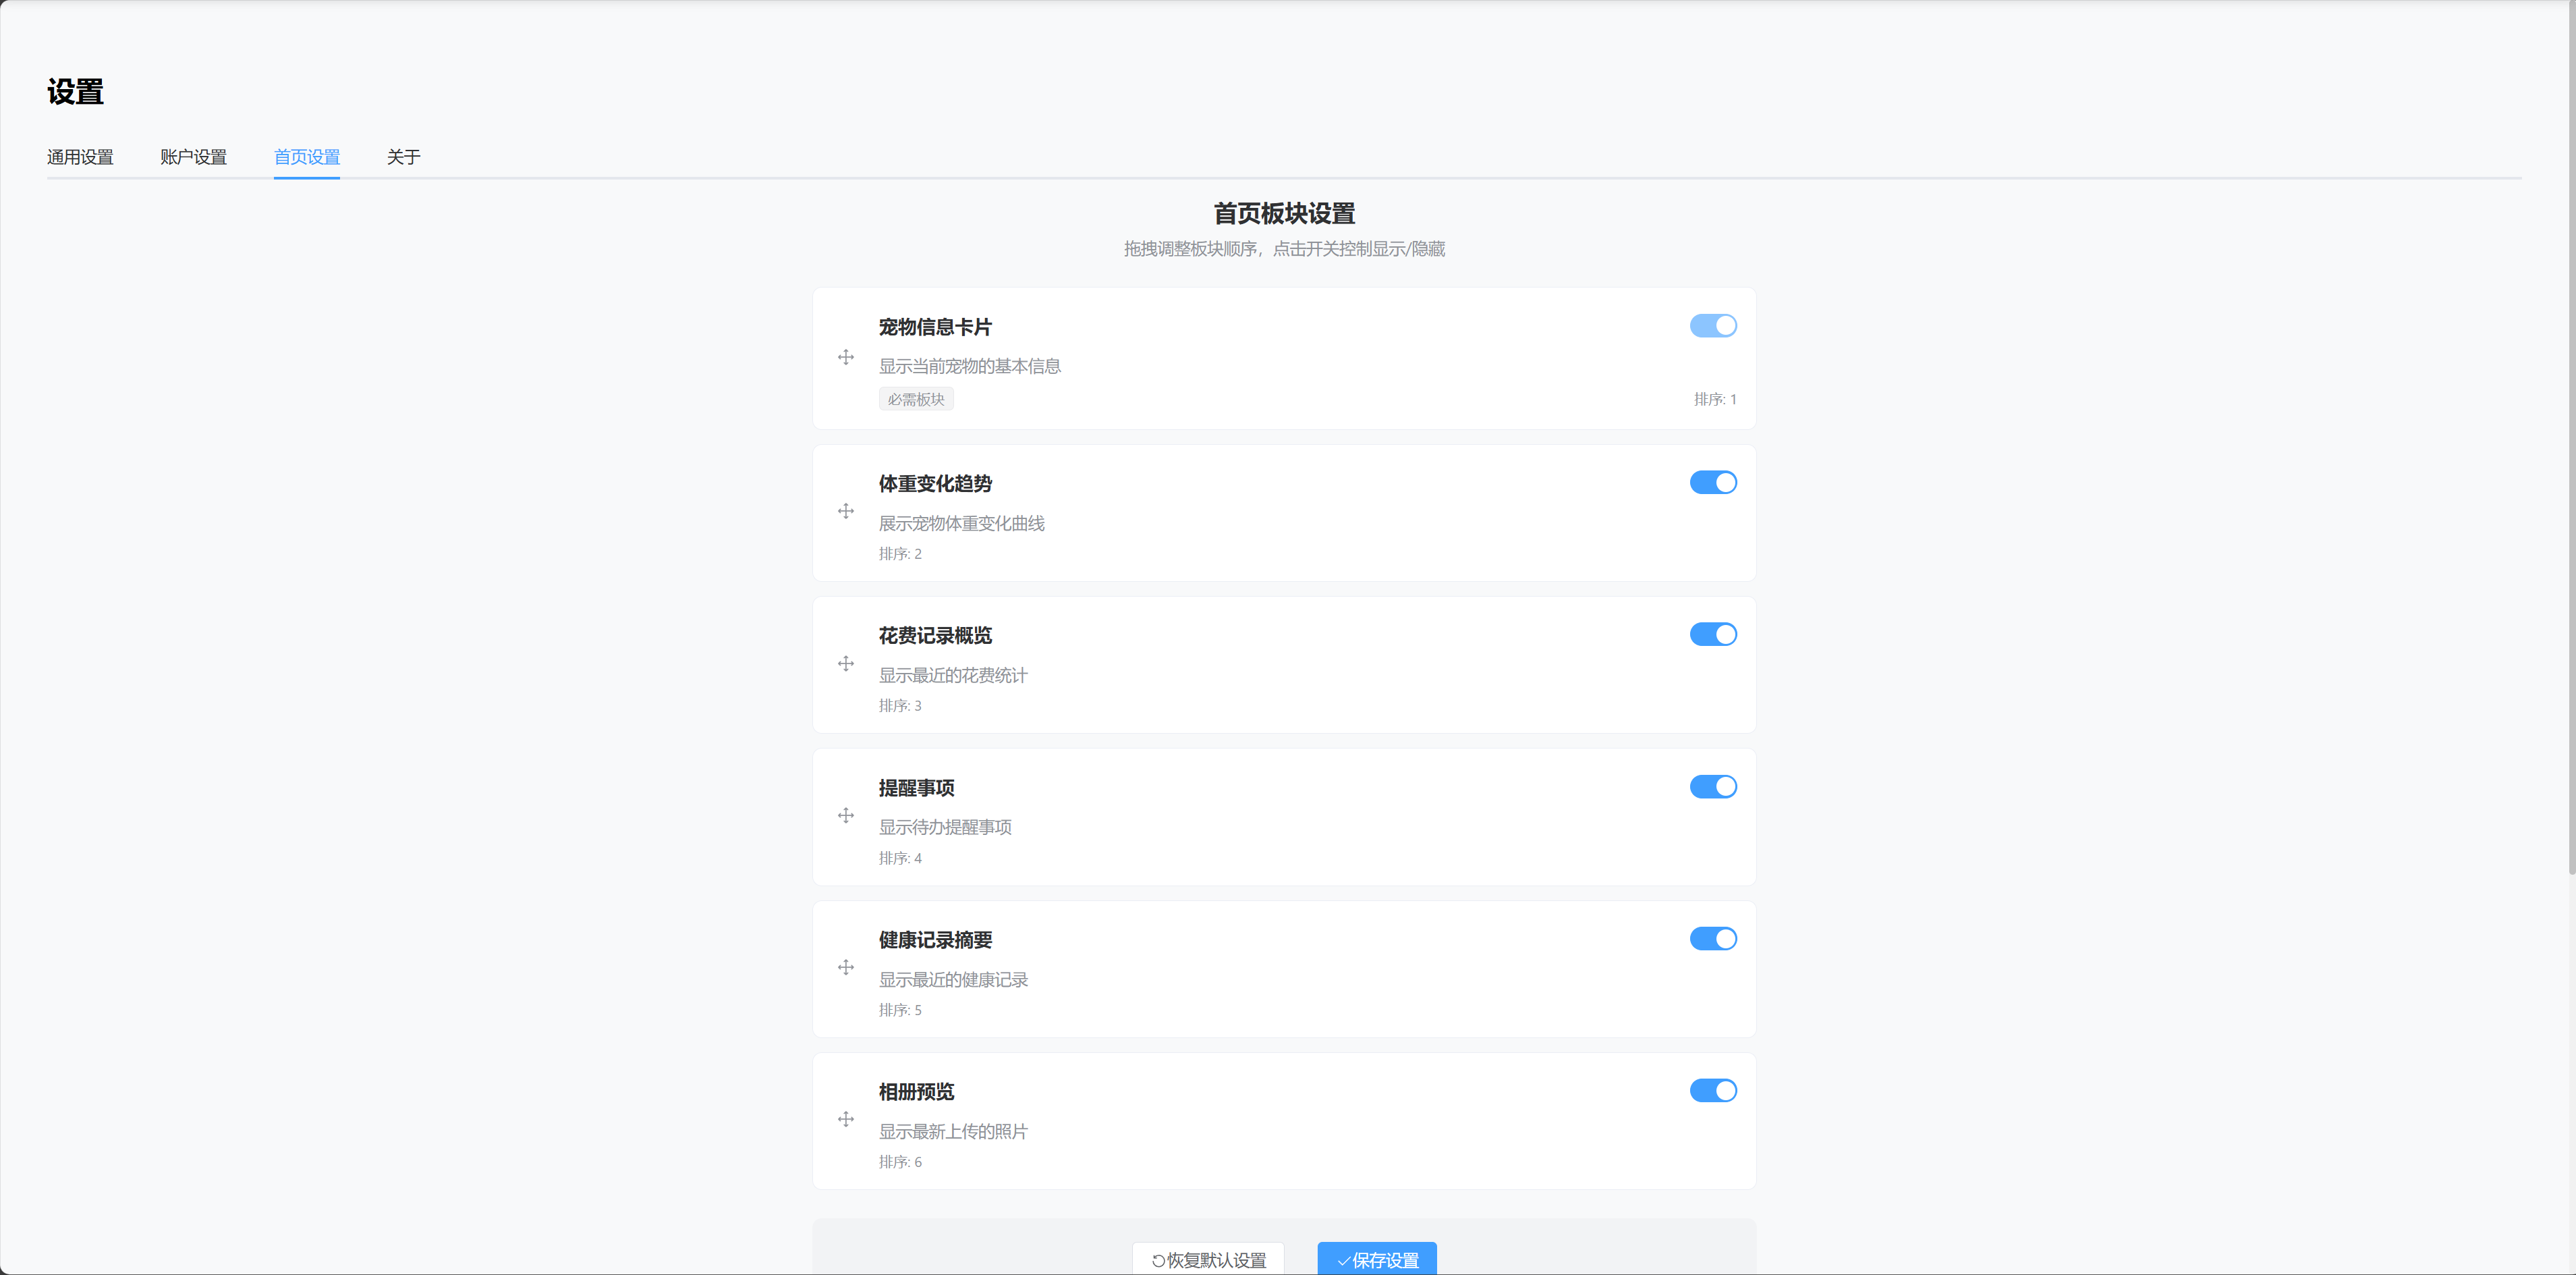 设置
通用设置 账户设置 首页设置 关于
首页板块设置
拖拽调整板块顺序，点击开关控制显示/隐藏
宠物信息卡片
显示当前宠物的基本信息
必需板块 排序: 1
体重变化趋势
展示宠物体重变化曲线
排序: 2
花费记录概览
显示最近的花费统计
排序: 3
提醒事项
显示待办提醒事项
排序: 4
健康记录摘要
显示最近的健康记录
排序: 5
相册预览
显示最新上传的照片
排序: 6
恢复默认设置 保存设置